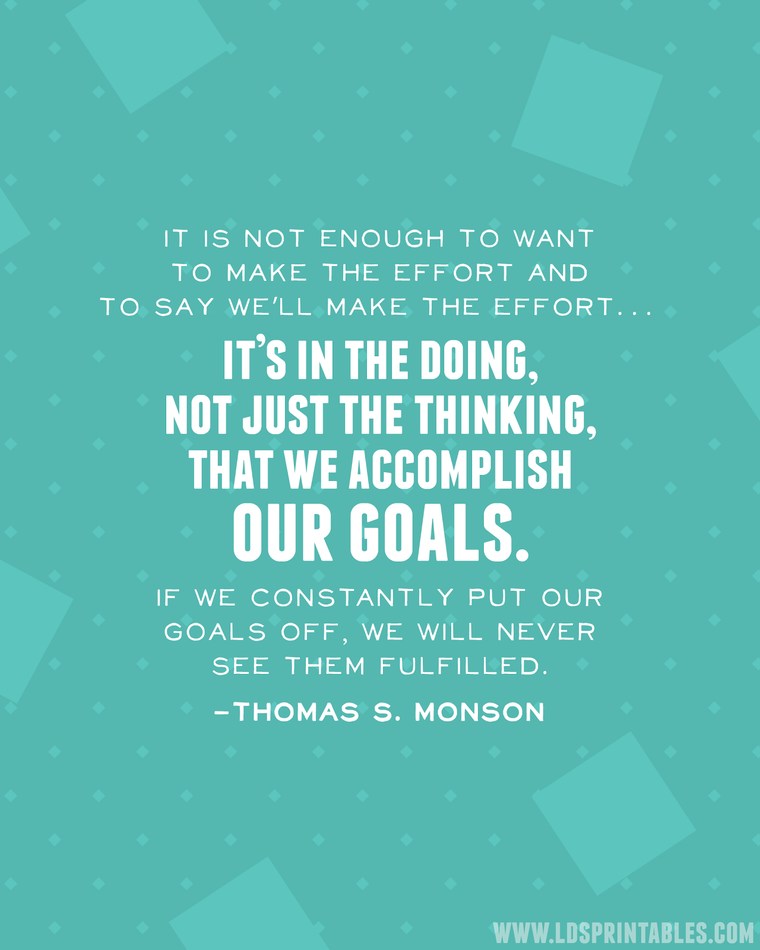 IT IS NOT ENOUGH TO WANT
TO MAKE THE EFFORT AND
TO SAY WE'LL MAKE THE EFFORT...
IT'S IN THE DOING,
NOT JUST THE THINKING,
THAT WE ACCOMPLISH
OUR GOALS.
IF WE CONSTANTLY PUT OUR
GOALS OFF, WE WILL NEVER
SEE THEM FULFILLED.
–THOMAS S. MONSON
WWW.LDSPRINTABLES.COM